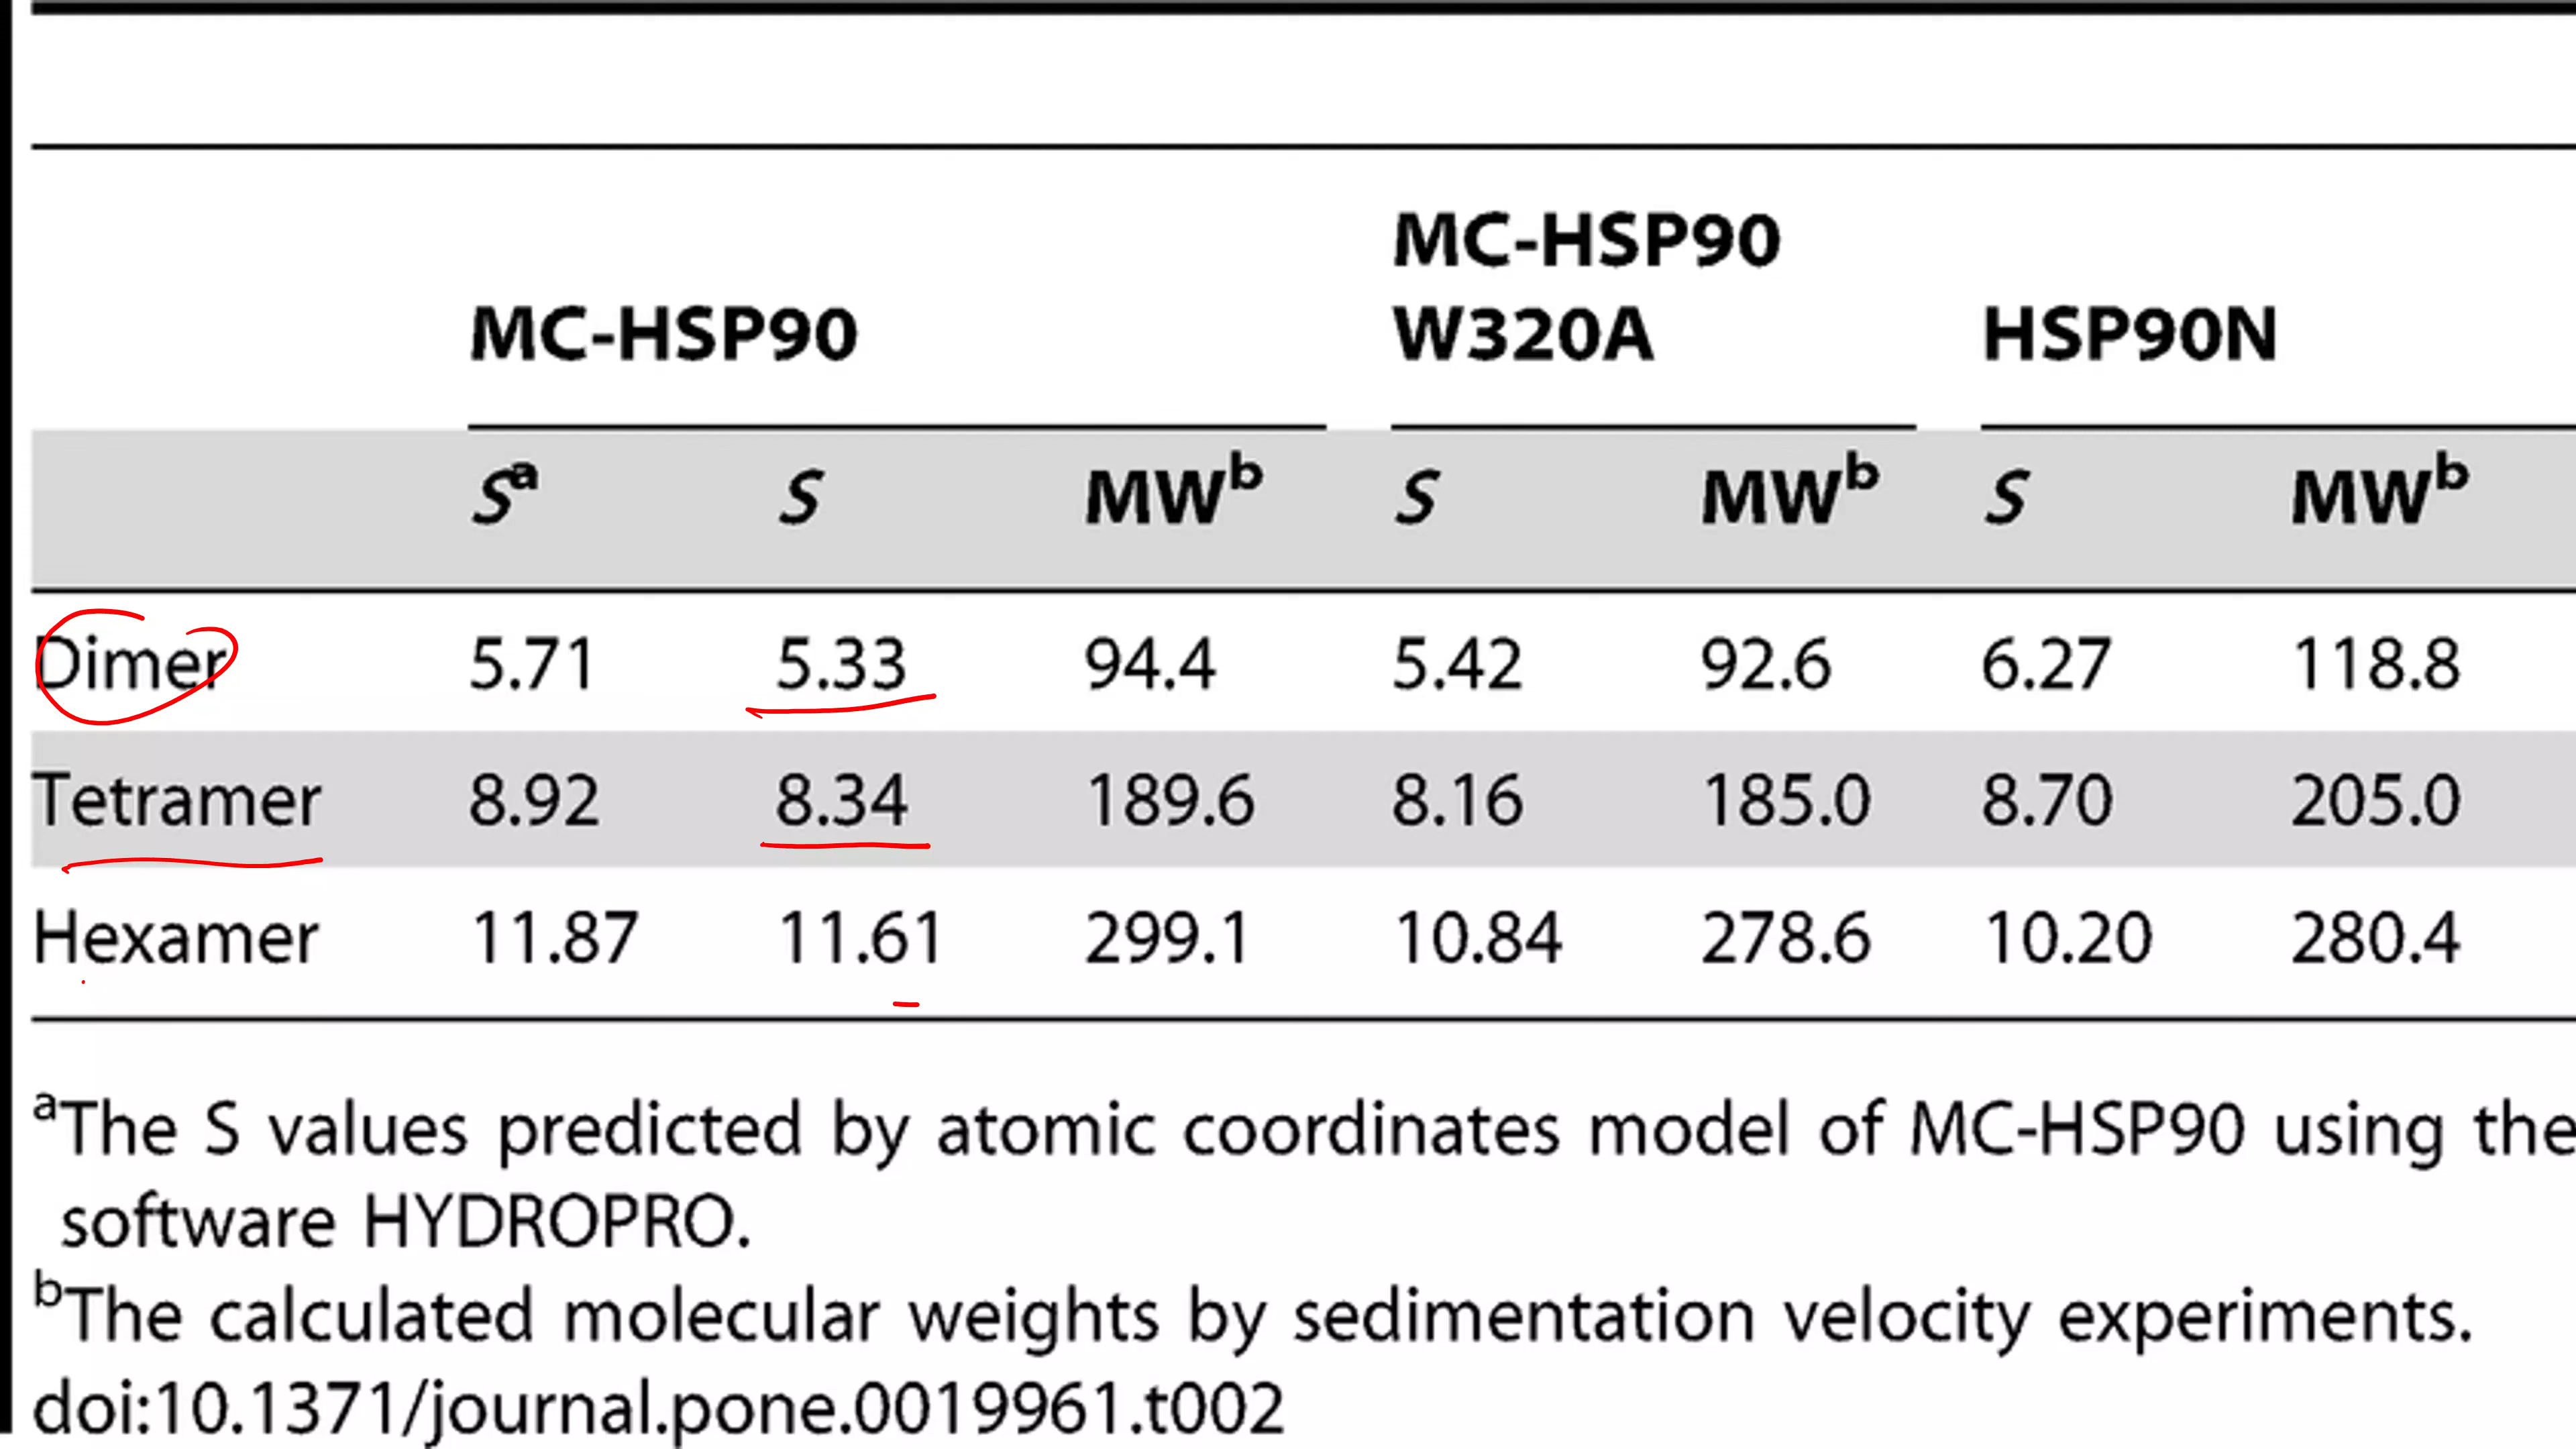 MC-HSP90 MC-HSP90 W320A HSP90N
Sᵃ S MWᵇ S MWᵇ S MWᵇ
Dimer 5.71 5.33 94.4 5.42 92.6 6.27 118.8
Tetramer 8.92 8.34 189.6 8.16 185.0 8.70 205.0
Hexamer 11.87 11.61 299.1 10.84 278.6 10.20 280.4
ᵃThe S values predicted by atomic coordinates model of MC-HSP90 using the
software HYDROPRO.
ᵇThe calculated molecular weights by sedimentation velocity experiments.
doi:10.1371/journal.pone.0019961.t002